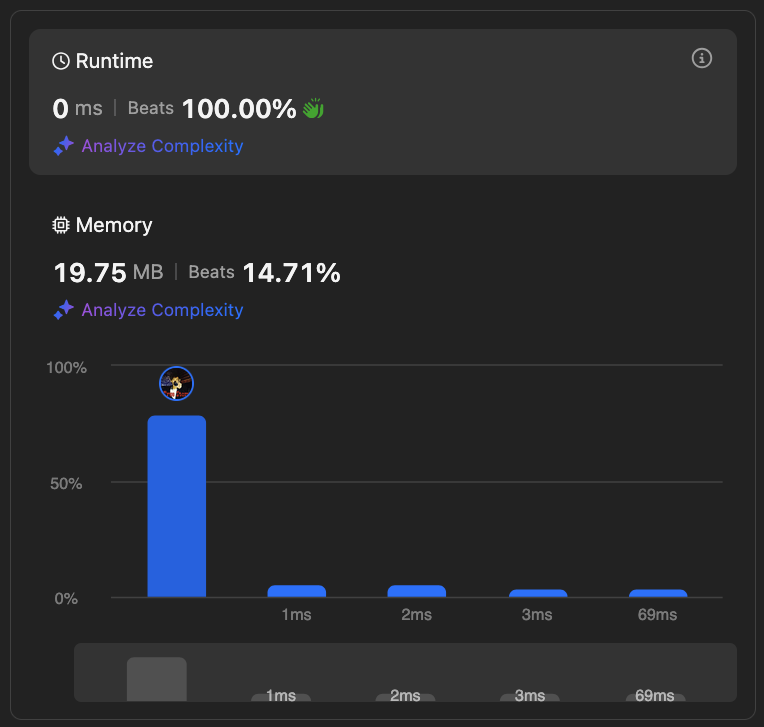 Runtime
0 ms | Beats 100.00%
Analyze Complexity
Memory
19.75 MB | Beats 14.71%
Analyze Complexity
100%
50%
0%
1ms 2ms 3ms 69ms
1ms 2ms 3ms 69ms